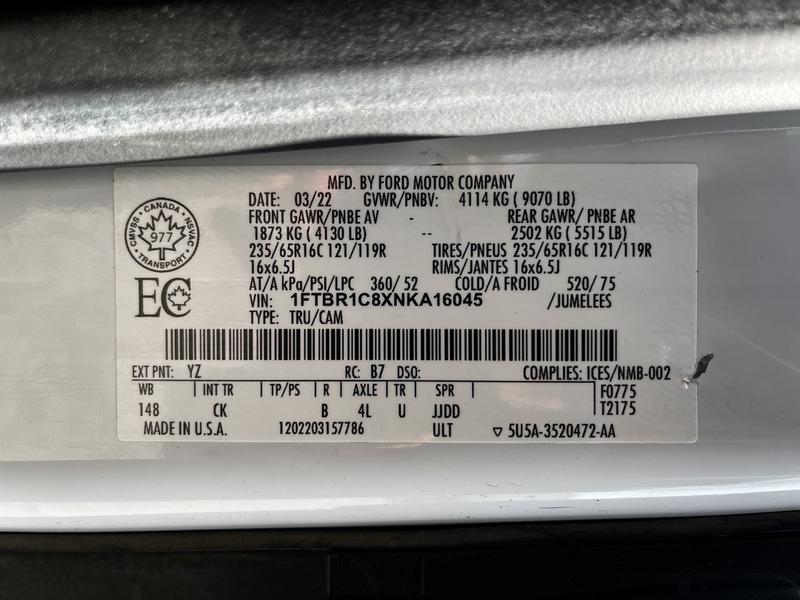 MFD. BY FORD MOTOR COMPANY
DATE: 03/22 GVWR/PNBV: 4114 KG ( 9070 LB)
FRONT GAWR/PNBE AV - REAR GAWR/ PNBE AR
1873 KG ( 4130 LB) -- 2502 KG ( 5515 LB)
235/65R16C 121/119R TIRES/PNEUS 235/65R16C 121/119R
16x6.5J RIMS/JANTES 16x6.5J
AT/A kPa/PSI/LPC 360/ 52 COLD/A FROID 520/ 75
VIN: 1FTBR1C8XNKA16045 /JUMELEES
TYPE: TRU/CAM
CMVSS · CANADA · NSVAC
977
· TRANSPORT ·
EC
EXT PNT: YZ RC: B7 DSO: COMPLIES: ICES/NMB-002
WB INT TR TP/PS R AXLE TR SPR F0775
148 CK B 4L U JJDD T2175
MADE IN U.S.A. 1202203157786 ULT ▽ 5U5A-3520472-AA